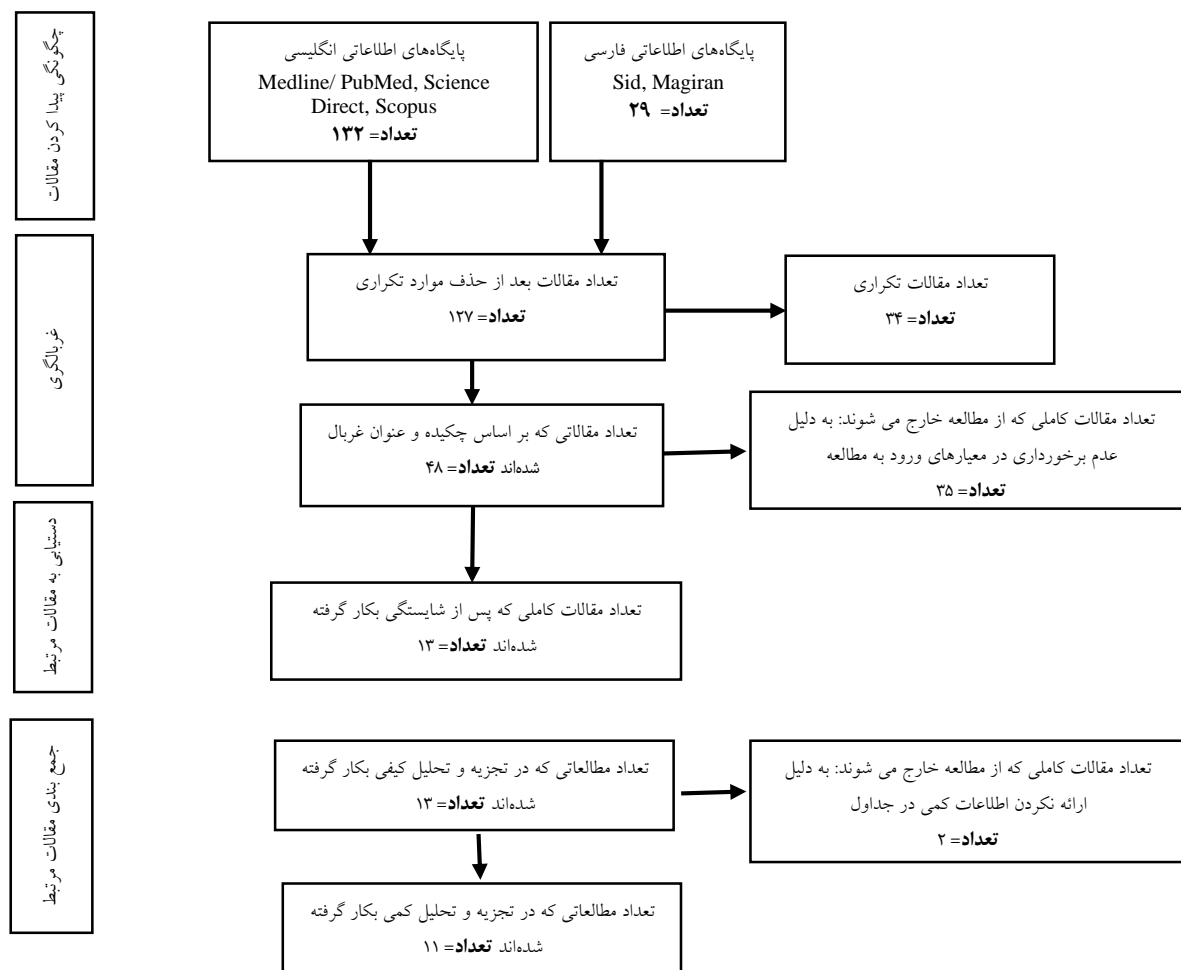 چگونگی پیدا کردن مقالات
پایگاه‌های اطلاعاتی انگلیسی
Medline/ PubMed, Science
Direct, Scopus
تعداد= ۱۳۲
پایگاه‌های اطلاعاتی فارسی
Sid, Magiran
تعداد= ۲۹
غربالگری
تعداد مقالات بعد از حذف موارد تکراری
تعداد= ۱۲۷
تعداد مقالات تکراری
تعداد= ۳۴
تعداد مقالاتی که بر اساس چکیده و عنوان غربال
شده‌اند تعداد= ۴۸
تعداد مقالات کاملی که از مطالعه خارج می شوند: به دلیل
عدم برخورداری در معیارهای ورود به مطالعه
تعداد= ۳۵
دستیابی به مقالات مرتبط
تعداد مقالات کاملی که پس از شایستگی بکار گرفته
شده‌اند تعداد= ۱۳
جمع بندی مقالات مرتبط
تعداد مطالعاتی که در تجزیه و تحلیل کیفی بکار گرفته
شده‌اند تعداد= ۱۳
تعداد مقالات کاملی که از مطالعه خارج می شوند: به دلیل
ارائه نکردن اطلاعات کمی در جداول
تعداد= ۲
تعداد مطالعاتی که در تجزیه و تحلیل کمی بکار گرفته
شده‌اند تعداد= ۱۱